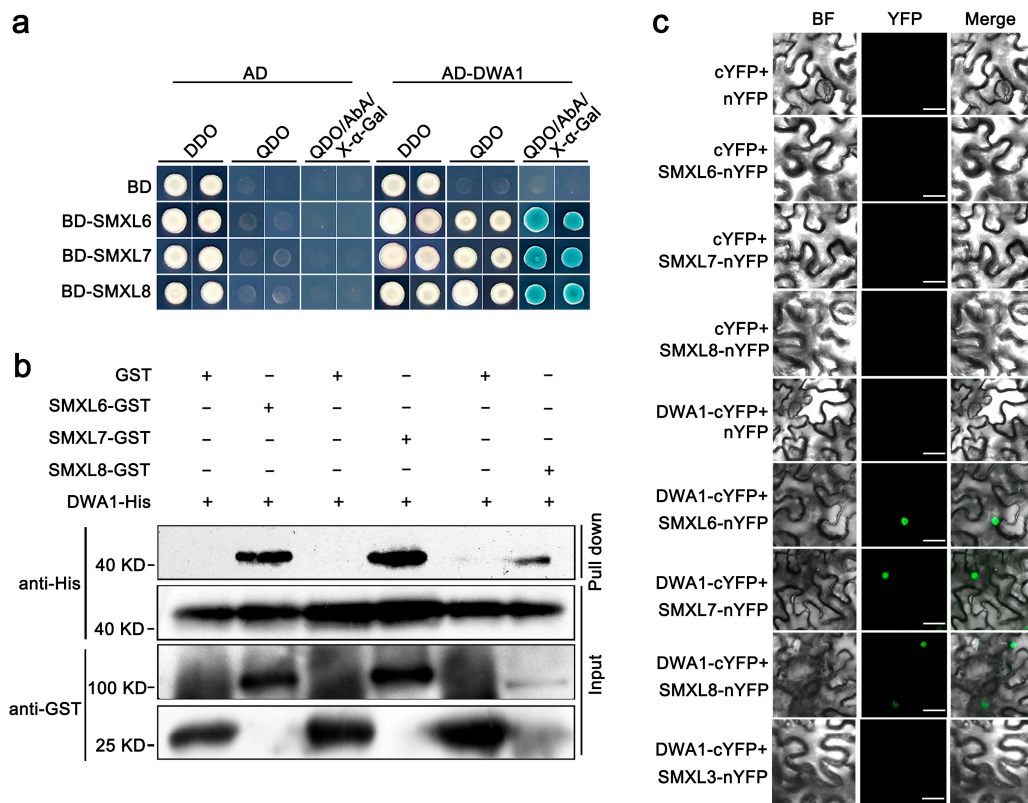 a
AD
AD-DWA1
DDO
QDO
QDO/AbA/
X-α-Gal
DDO
QDO
QDO/AbA/
X-α-Gal
BD
BD-SMXL6
BD-SMXL7
BD-SMXL8
b
GST + – + – + –
SMXL6-GST – + – – – –
SMXL7-GST – – – + – –
SMXL8-GST – – – – – +
DWA1-His + + + + + +
anti-His
40 KD
40 KD
anti-GST
100 KD
25 KD
Pull down
Input
c
BF YFP Merge
cYFP+
nYFP
cYFP+
SMXL6-nYFP
cYFP+
SMXL7-nYFP
cYFP+
SMXL8-nYFP
DWA1-cYFP+
nYFP
DWA1-cYFP+
SMXL6-nYFP
DWA1-cYFP+
SMXL7-nYFP
DWA1-cYFP+
SMXL8-nYFP
DWA1-cYFP+
SMXL3-nYFP